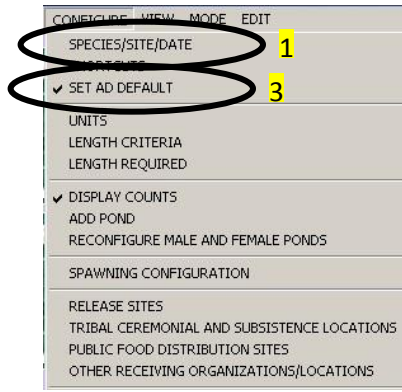 CONFIGURE VIEW MODE EDIT
SPECIES/SITE/DATE 1
SHORTCUTS
✓ SET AD DEFAULT 3
UNITS
LENGTH CRITERIA
LENGTH REQUIRED
✓ DISPLAY COUNTS
ADD POND
RECONFIGURE MALE AND FEMALE PONDS
SPAWNING CONFIGURATION
RELEASE SITES
TRIBAL CEREMONIAL AND SUBSISTENCE LOCATIONS
PUBLIC FOOD DISTRIBUTION SITES
OTHER RECEIVING ORGANIZATIONS/LOCATIONS